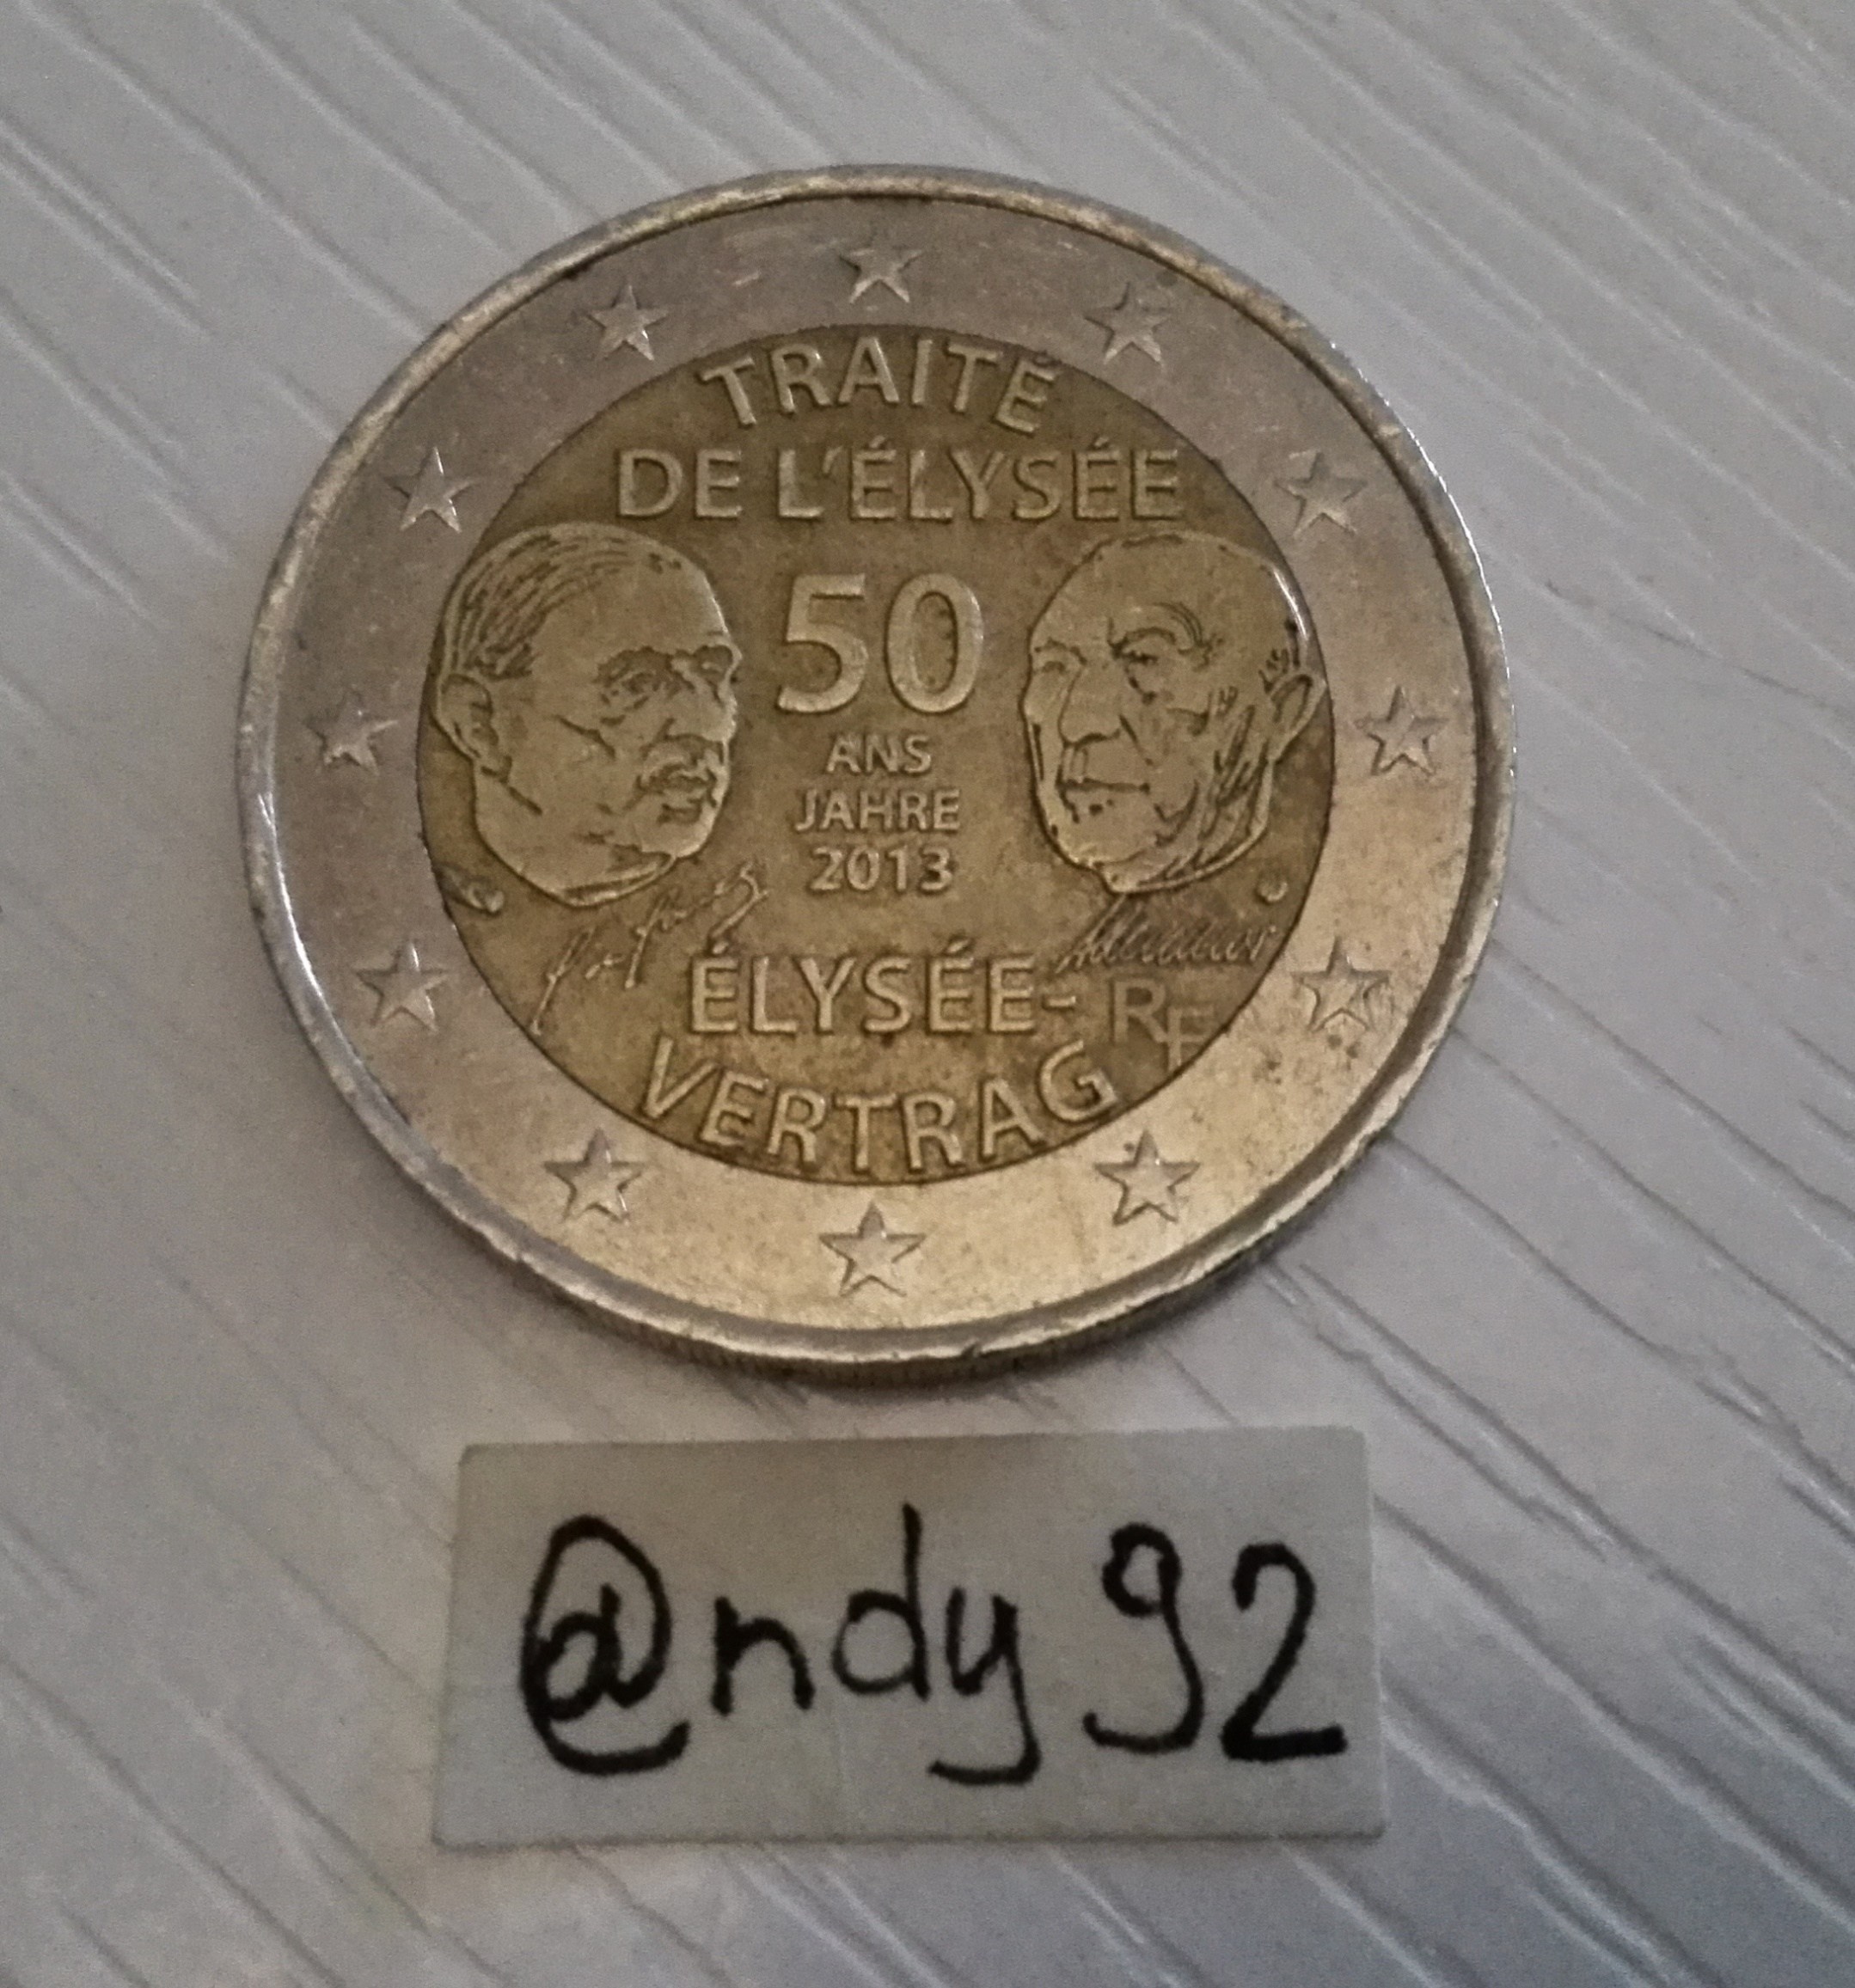 TRAITÉ
DE L'ÉLYSÉE
50
ANS
JAHRE
2013
ÉLYSÉE-
RF
VERTRAG
@ndy92